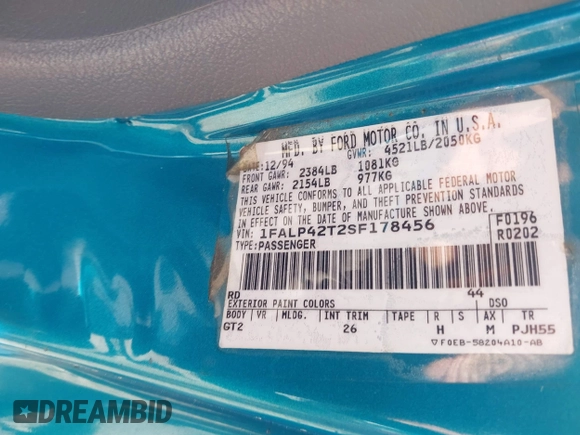 MFD. BY FORD MOTOR CO. IN U.S.A.
DATE: 12/94 GVWR: 4521LB/2050KG
FRONT GAWR: 2384LB 1081KG
REAR GAWR: 2154LB 977KG
THIS VEHICLE CONFORMS TO ALL APPLICABLE FEDERAL MOTOR
VEHICLE SAFETY, BUMPER, AND THEFT PREVENTION STANDARDS
IN EFFECT ON THE DATE OF MANUFACTURE SHOWN ABOVE.
VIN: 1FALP42T2SF178456 F0196
TYPE: PASSENGER R0202
RD 44
EXTERIOR PAINT COLORS DSO
BODY VR MLDG. INT TRIM TAPE R S AX TR
GT2 26 H M PJH55
▽ F0EB-58204A10-AB
DREAMBID